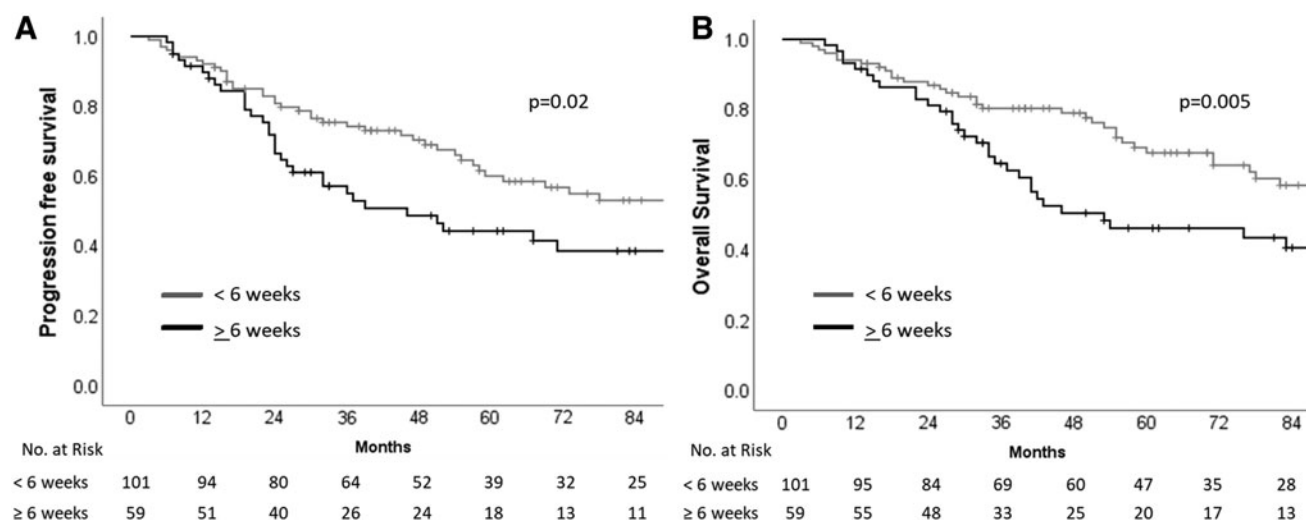 A
Progression free survival
1.0
0.8
0.6
0.4
0.2
0.0
p=0.02
< 6 weeks
≥ 6 weeks
0 12 24 36 48 60 72 84
Months
No. at Risk
< 6 weeks 101 94 80 64 52 39 32 25
≥ 6 weeks 59 51 40 26 24 18 13 11
B
Overall Survival
1.0
0.8
0.6
0.4
0.2
0.0
p=0.005
< 6 weeks
≥ 6 weeks
0 12 24 36 48 60 72 84
Months
No. at Risk
< 6 weeks 101 95 84 69 60 47 35 28
≥ 6 weeks 59 55 48 33 25 20 17 13